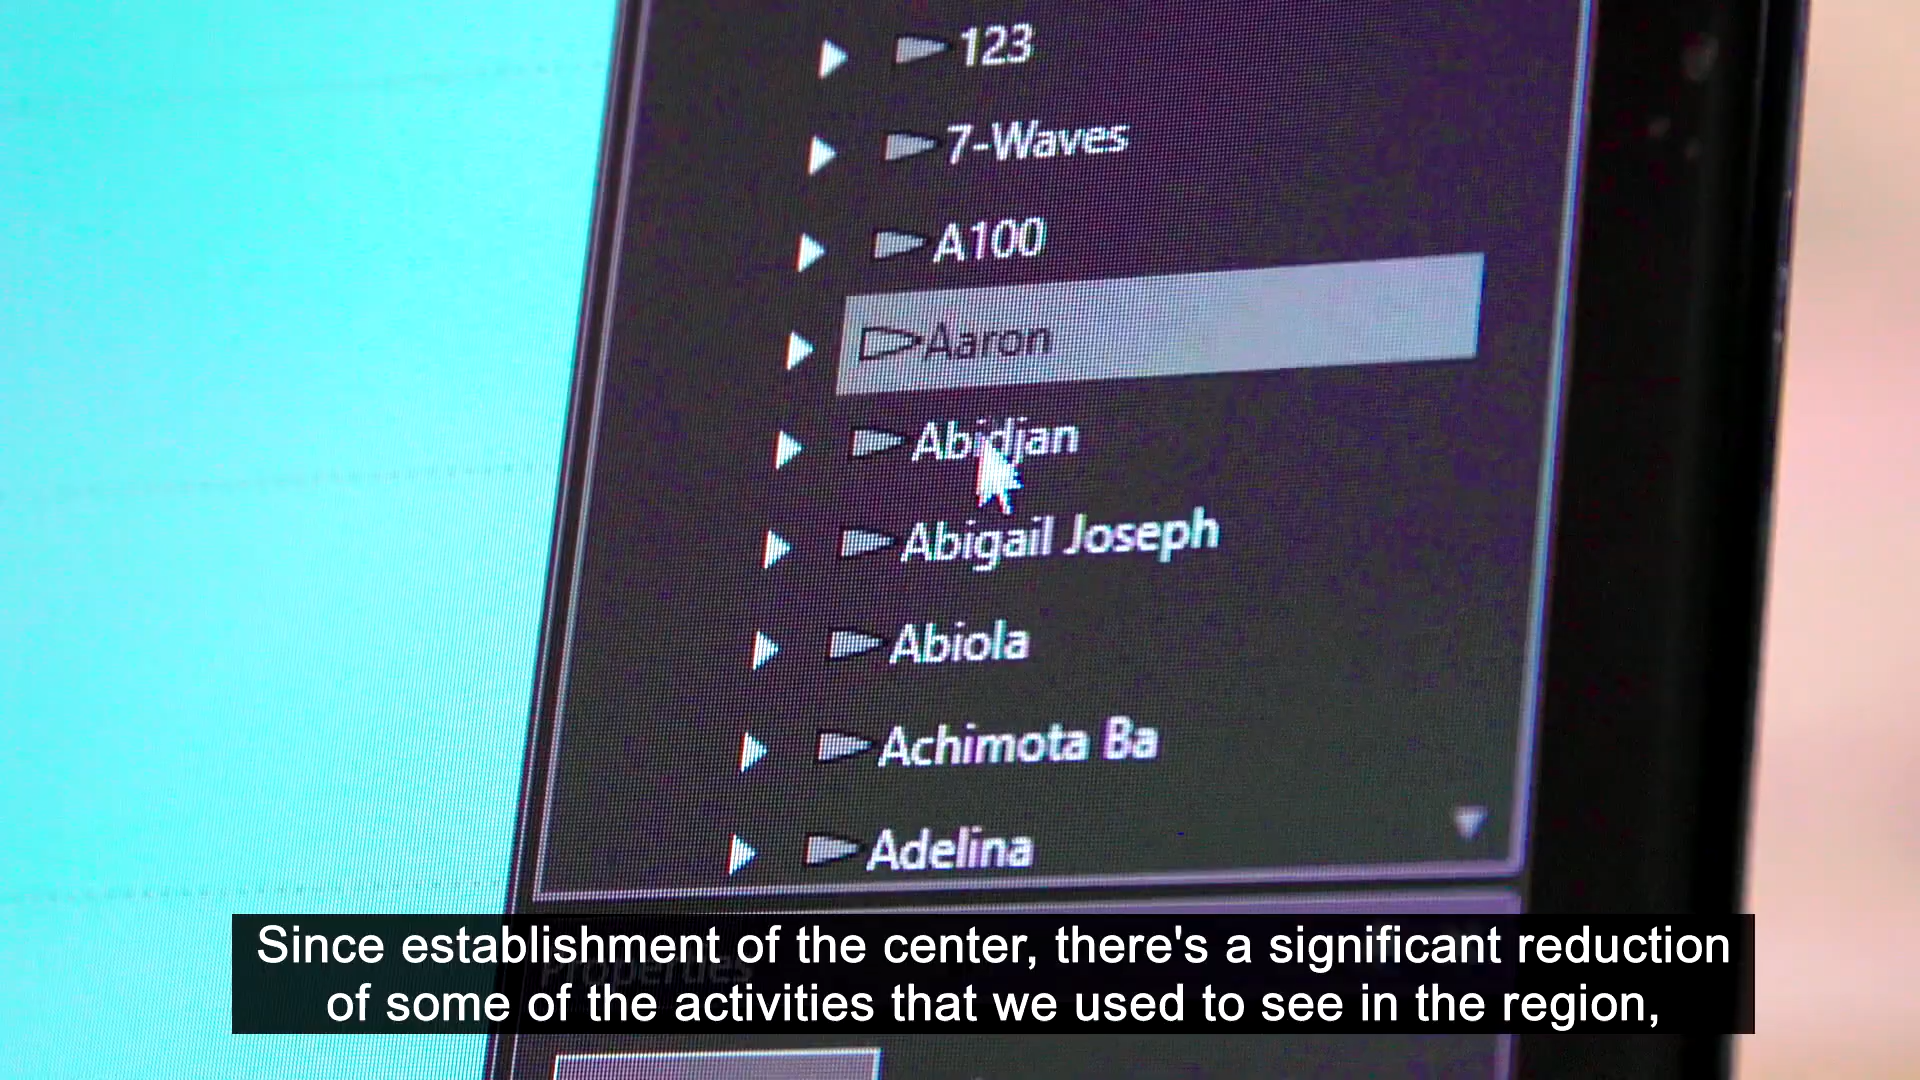 123
7-Waves
A100
Aaron
Abidjan
Abigail Joseph
Abiola
Achimota Ba
Adelina
Properties
Since establishment of the center, there's a significant reduction
of some of the activities that we used to see in the region,